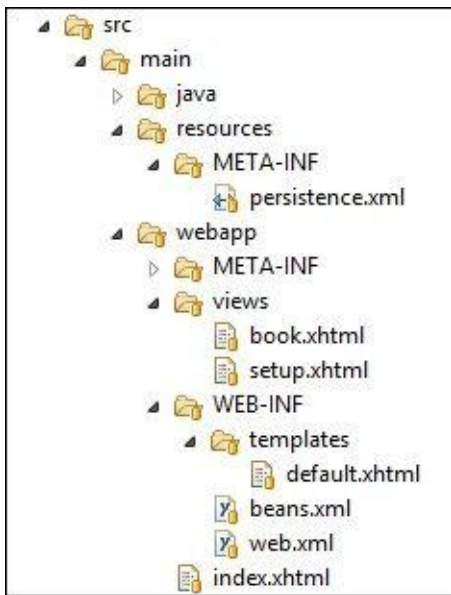 src
main
java
resources
META-INF
persistence.xml
webapp
META-INF
views
book.xhtml
setup.xhtml
WEB-INF
templates
default.xhtml
beans.xml
web.xml
index.xhtml